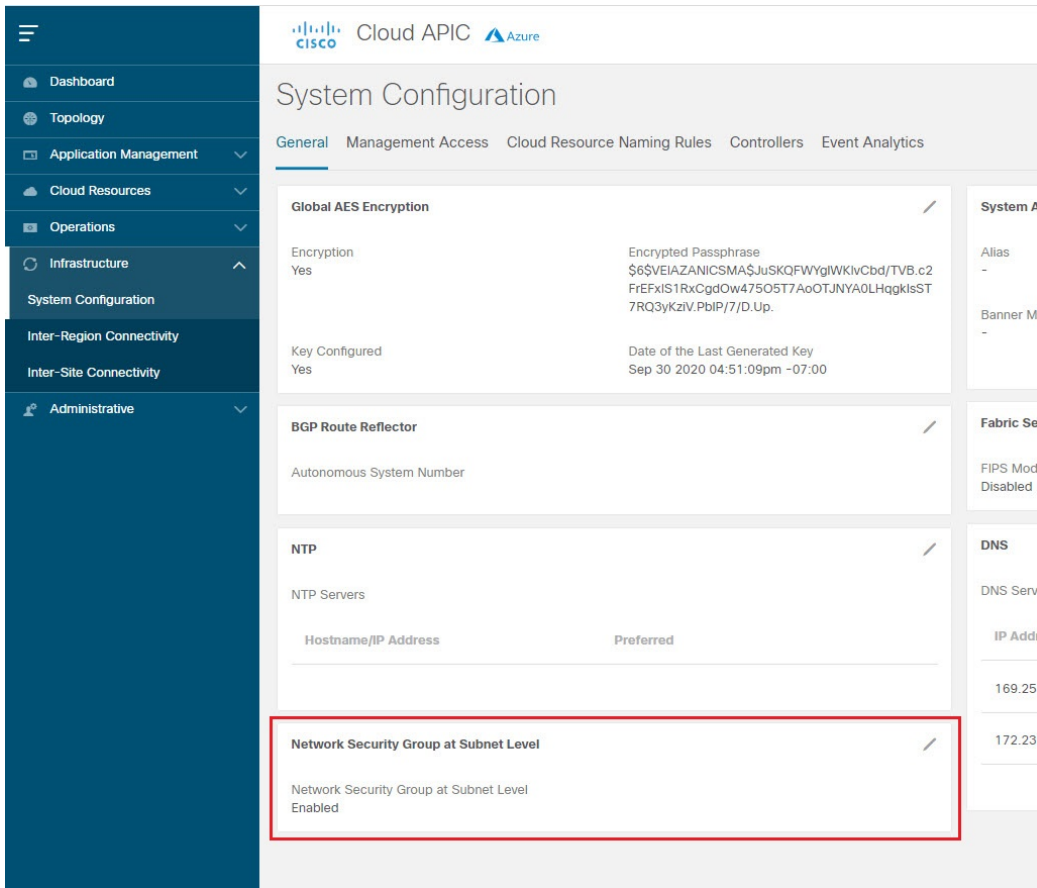 CISCO
Cloud APIC
Azure
Dashboard
Topology
Application Management
Cloud Resources
Operations
Infrastructure
System Configuration
Inter-Region Connectivity
Inter-Site Connectivity
Administrative
System Configuration
General Management Access Cloud Resource Naming Rules Controllers Event Analytics
Global AES Encryption
Encryption
Yes
Encrypted Passphrase
$6$VEIAZANICSMA$JuSKQFWYgIWKIvCbd/TVB.c2
FrEFxIS1RxCgdOw475O5T7AoOTJNYA0LHqgkIsST
7RQ3yKziV.PbIP/7/D.Up.
Key Configured
Yes
Date of the Last Generated Key
Sep 30 2020 04:51:09pm -07:00
BGP Route Reflector
Autonomous System Number
NTP
NTP Servers
Hostname/IP Address Preferred
Network Security Group at Subnet Level
Network Security Group at Subnet Level
Enabled
System A
Alias
-
Banner M
-
Fabric Se
FIPS Mod
Disabled
DNS
DNS Serv
IP Addr
169.25
172.23